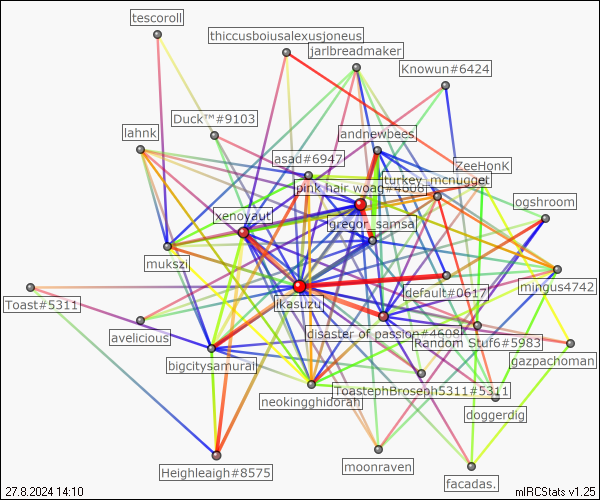 tescoroll
thiccusboiusalexusjoneus
jarlbreadmaker
Knowun#6424
Duck™#9103
lahnk
andnewbees
asad#6947
ZeeHonK
turkey_mcnugget
pink hair woag#4006
ogshroom
xenoyaut
gregor_samsa
mukszi
mingus4742
default#0617
Toast#5311
jkasuzu
avelicious
disaster of passion#4608
Random Stuf6#5983
gazpachoman
bigcitysamurai
ToastephBroseph5311#5311
neokingghidorah
doggerdig
Heighleaigh#8575
moonraven
facadas.
27.8.2024 14:10
mIRCStats v1.25